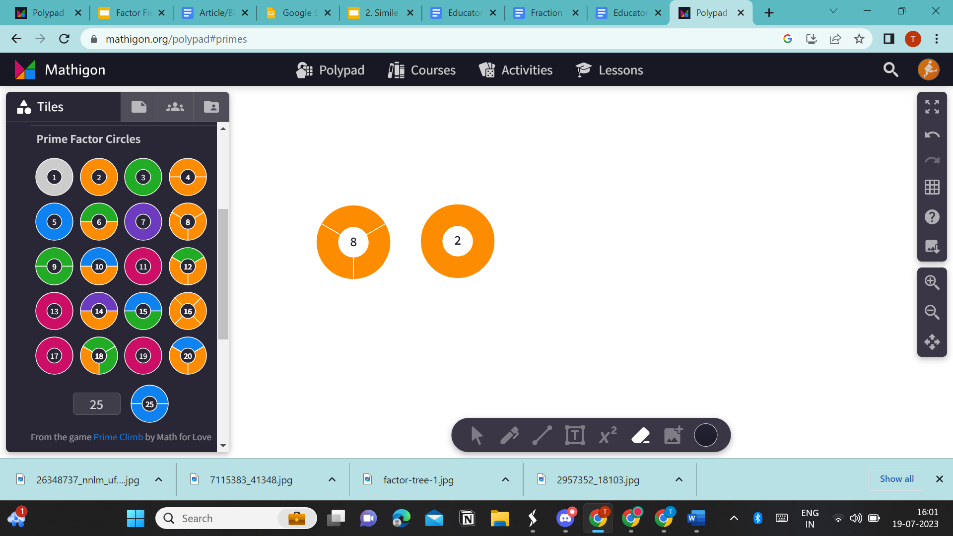 Polypad
Factor Fi
Article/B
Google S
2. Simile
Educator
Fraction
Educator
Polypad
mathigon.org/polypad#primes
G
T
Mathigon
Polypad
Courses
Activities
Lessons
Tiles
Prime Factor Circles
1 2 3 4
5 6 7 8
9 10 11 12
13 14 15 16
17 18 19 20
25 25
From the game Prime Climb by Math for Love
8 2
T
x²
26348737_nnlm_uf....jpg
7115383_41348.jpg
factor-tree-1.jpg
2957352_18103.jpg
Show all
1
Search
ENG
IN
16:01
19-07-2023